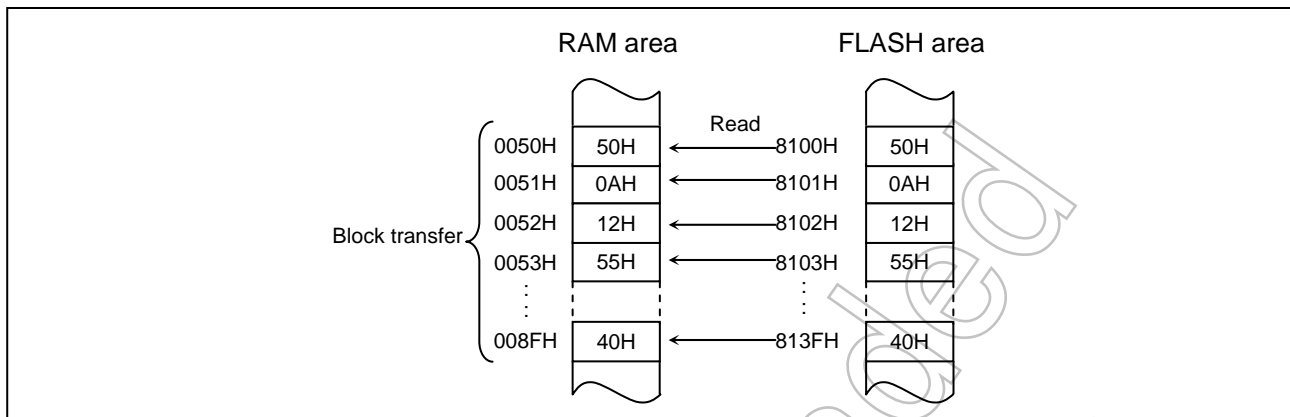 RAM area FLASH area
Read
0050H 50H 8100H 50H
0051H 0AH 8101H 0AH
0052H 12H 8102H 12H
Block transfer
0053H 55H 8103H 55H
008FH 40H 813FH 40H